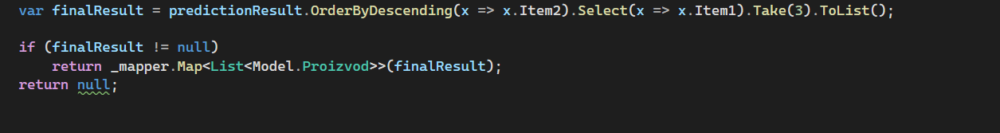 var finalResult = predictionResult.OrderByDescending(x => x.Item2).Select(x => x.Item1).Take(3).ToList();
if (finalResult != null)
return _mapper.Map<List<Model.Proizvod>>(finalResult);
return null;